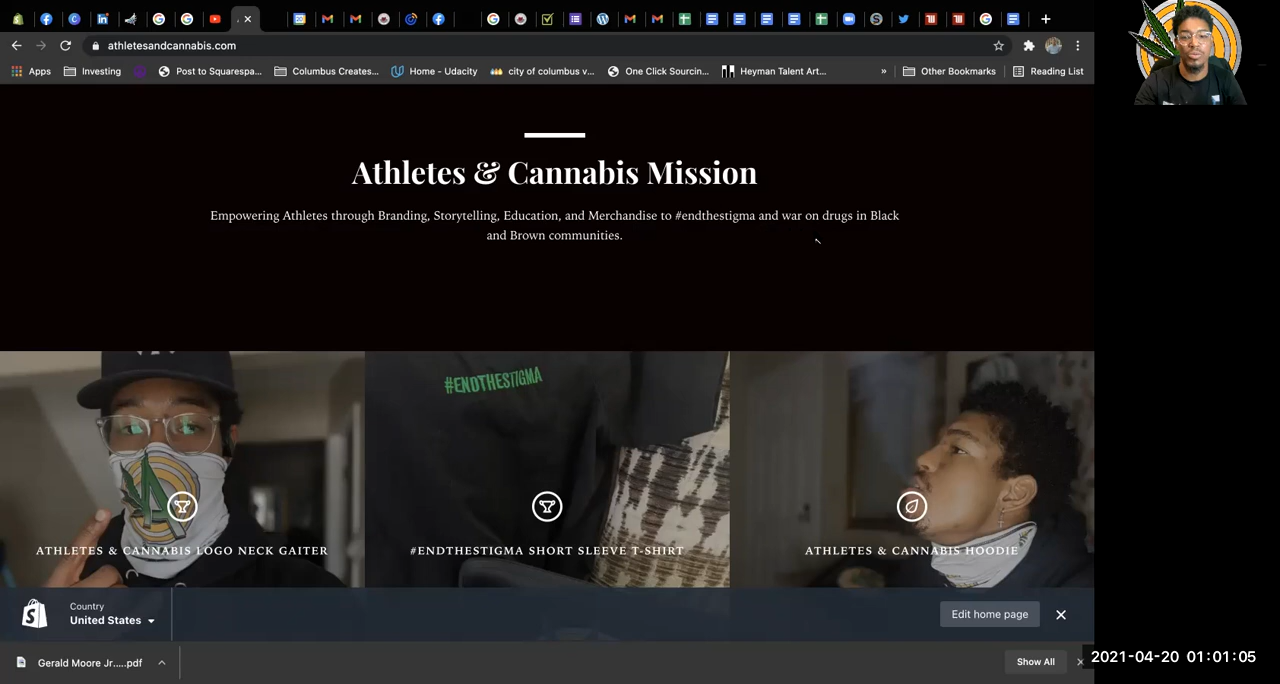 athletesandcannabis.com
Apps
Investing
Post to Squarespa...
Columbus Creates...
Home - Udacity
city of columbus v...
One Click Sourcin...
Heyman Talent Art...
»
Other Bookmarks
Reading List
Athletes & Cannabis Mission
Empowering Athletes through Branding, Storytelling, Education, and Merchandise to #endthestigma and war on drugs in Black
and Brown communities.
#ENDTHESTIGMA
ATHLETES & CANNABIS LOGO NECK GAITER
#ENDTHESTIGMA SHORT SLEEVE T-SHIRT
ATHLETES & CANNABIS HOODIE
Country
United States
Edit home page
Gerald Moore Jr.....pdf
Show All
2021-04-20 01:01:05